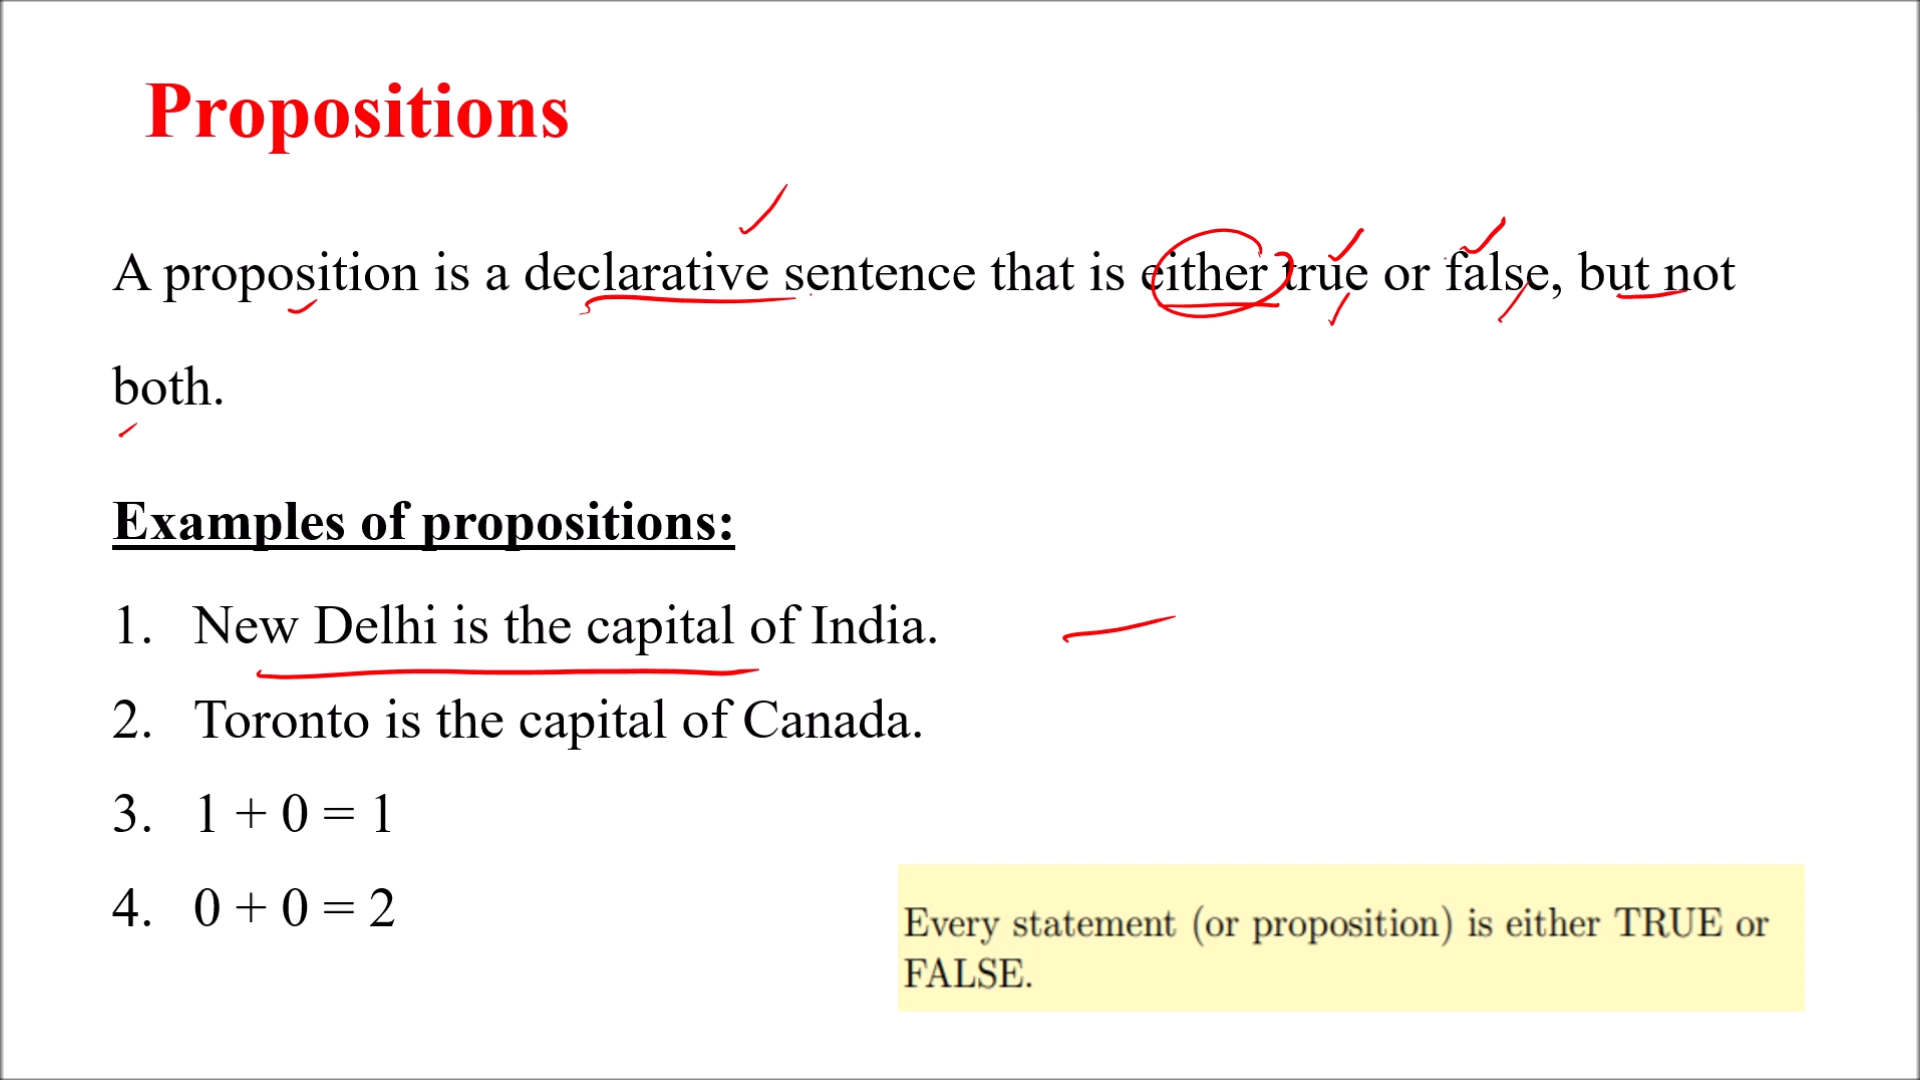 Propositions
A proposition is a declarative sentence that is either true or false, but not
both.
Examples of propositions:
1. New Delhi is the capital of India.
2. Toronto is the capital of Canada.
3. 1 + 0 = 1
4. 0 + 0 = 2
Every statement (or proposition) is either TRUE or
FALSE.